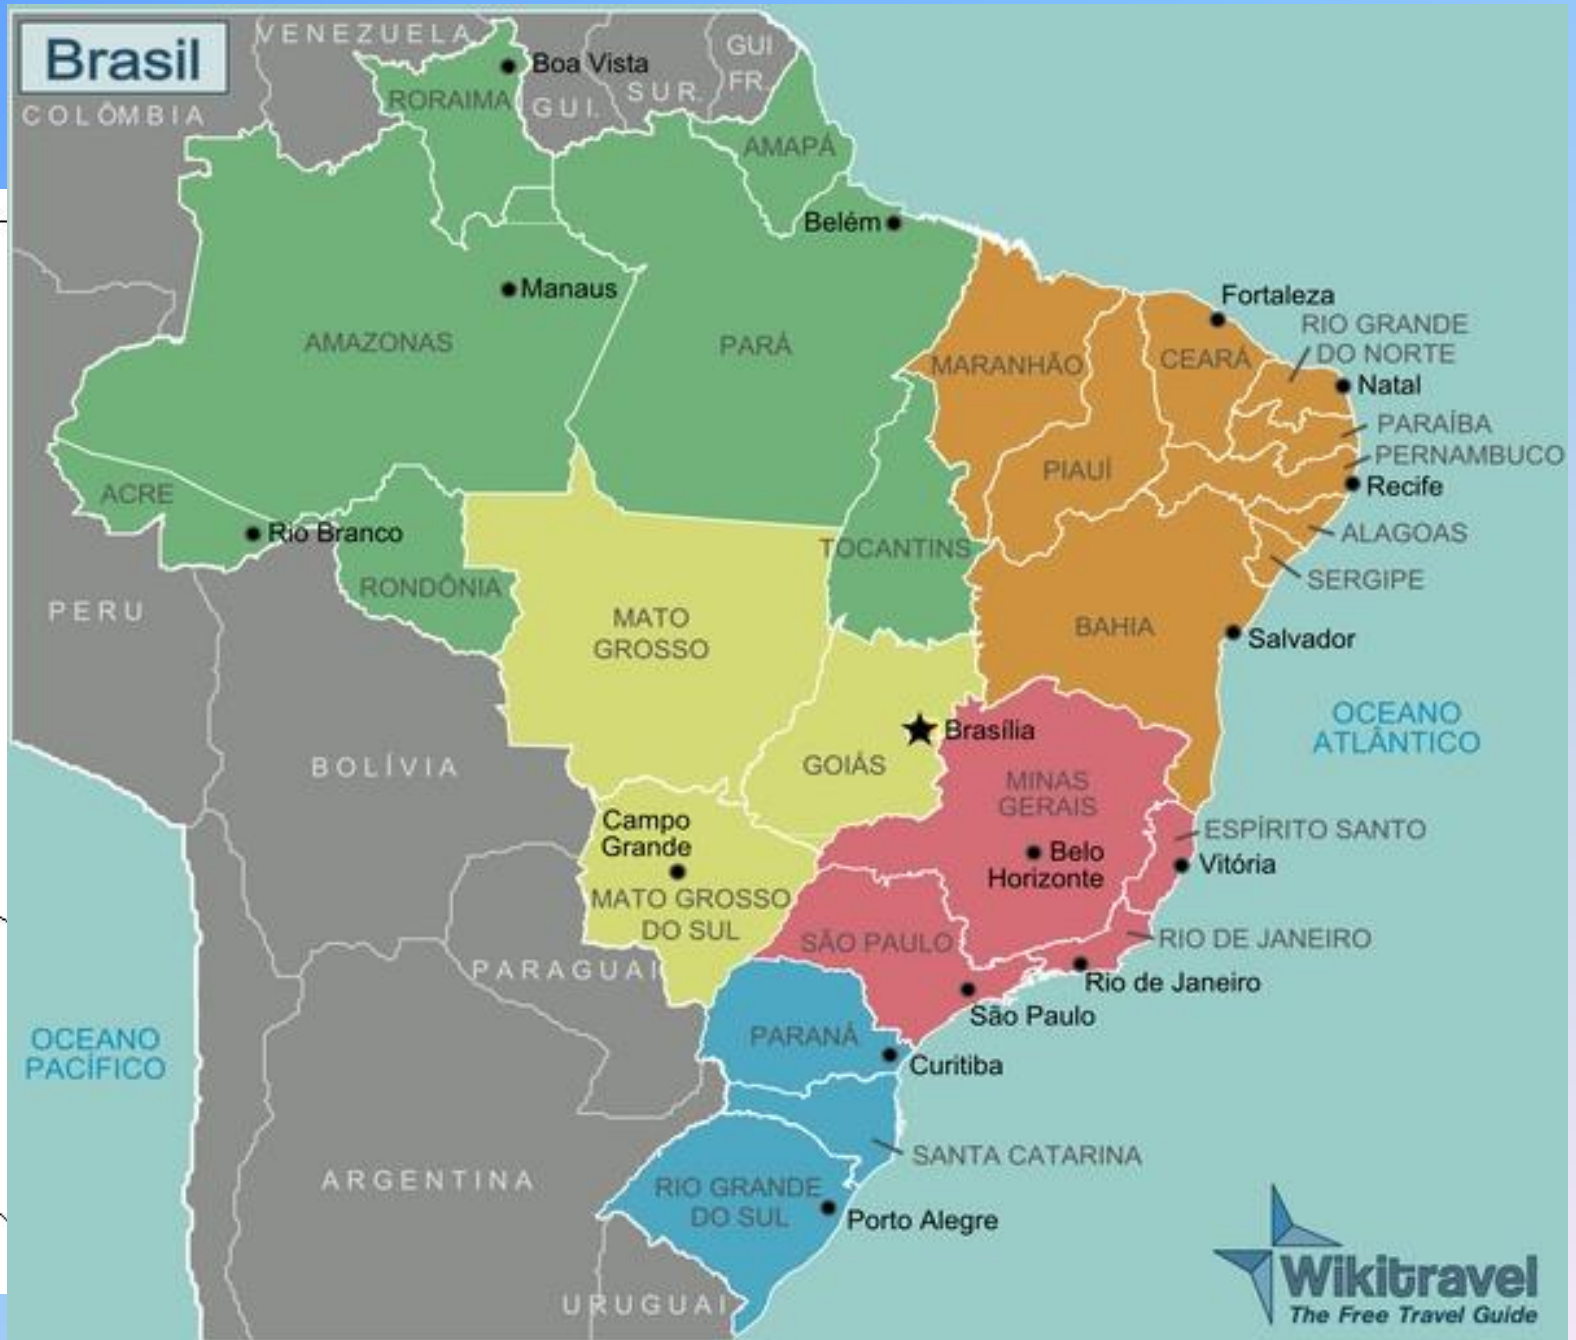 Brasil
VENEZUELA
GUI
FR.
Boa Vista
COLÔMBIA
RORAIMA
GUI.
SUR.
AMAPÁ
Belém
Manaus
AMAZONAS
PARÁ
Fortaleza
RIO GRANDE
DO NORTE
MARANHÃO
CEARÁ
Natal
PARAÍBA
PERNAMBUCO
PIAUÍ
Recife
ACRE
Rio Branco
ALAGOAS
TOCANTINS
SERGIPE
RONDÔNIA
PERU
MATO
GROSSO
BAHIA
Salvador
OCEANO
ATLÂNTICO
Brasília
GOIÁS
BOLÍVIA
MINAS
GERAIS
Campo
Grande
ESPÍRITO SANTO
Belo
Horizonte
Vitória
MATO GROSSO
DO SUL
SÃO PAULO
RIO DE JANEIRO
PARAGUAI
Rio de Janeiro
São Paulo
OCEANO
PACÍFICO
PARANÁ
Curitiba
SANTA CATARINA
ARGENTINA
RIO GRANDE
DO SUL
Porto Alegre
URUGUAI
Wikitravel
The Free Travel Guide